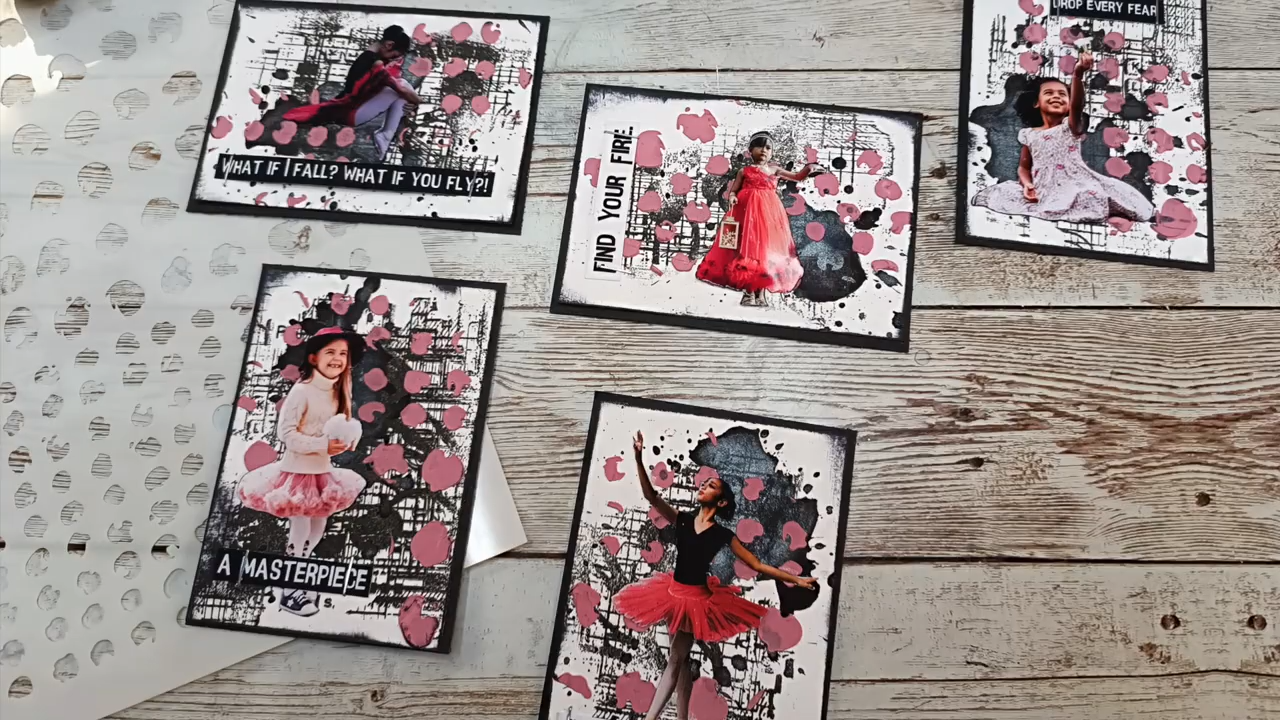 WHAT IF I FALL? WHAT IF YOU FLY?!
FIND YOUR FIRE.
DROP EVERY FEAR
A MASTERPIECE
S,